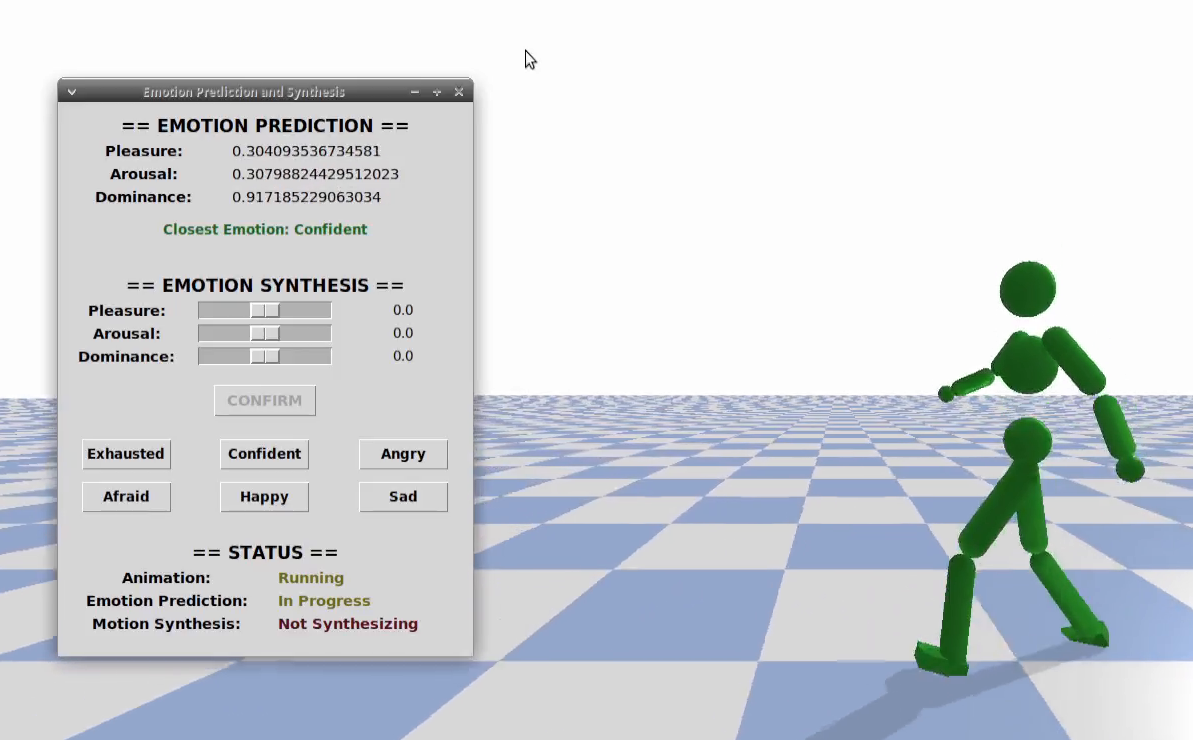 Emotion Prediction and Synthesis
== EMOTION PREDICTION ==
Pleasure: 0.304093536734581
Arousal: 0.30798824429512023
Dominance: 0.917185229063034
Closest Emotion: Confident
== EMOTION SYNTHESIS ==
Pleasure: 0.0
Arousal: 0.0
Dominance: 0.0
CONFIRM
Exhausted Confident Angry
Afraid Happy Sad
== STATUS ==
Animation: Running
Emotion Prediction: In Progress
Motion Synthesis: Not Synthesizing